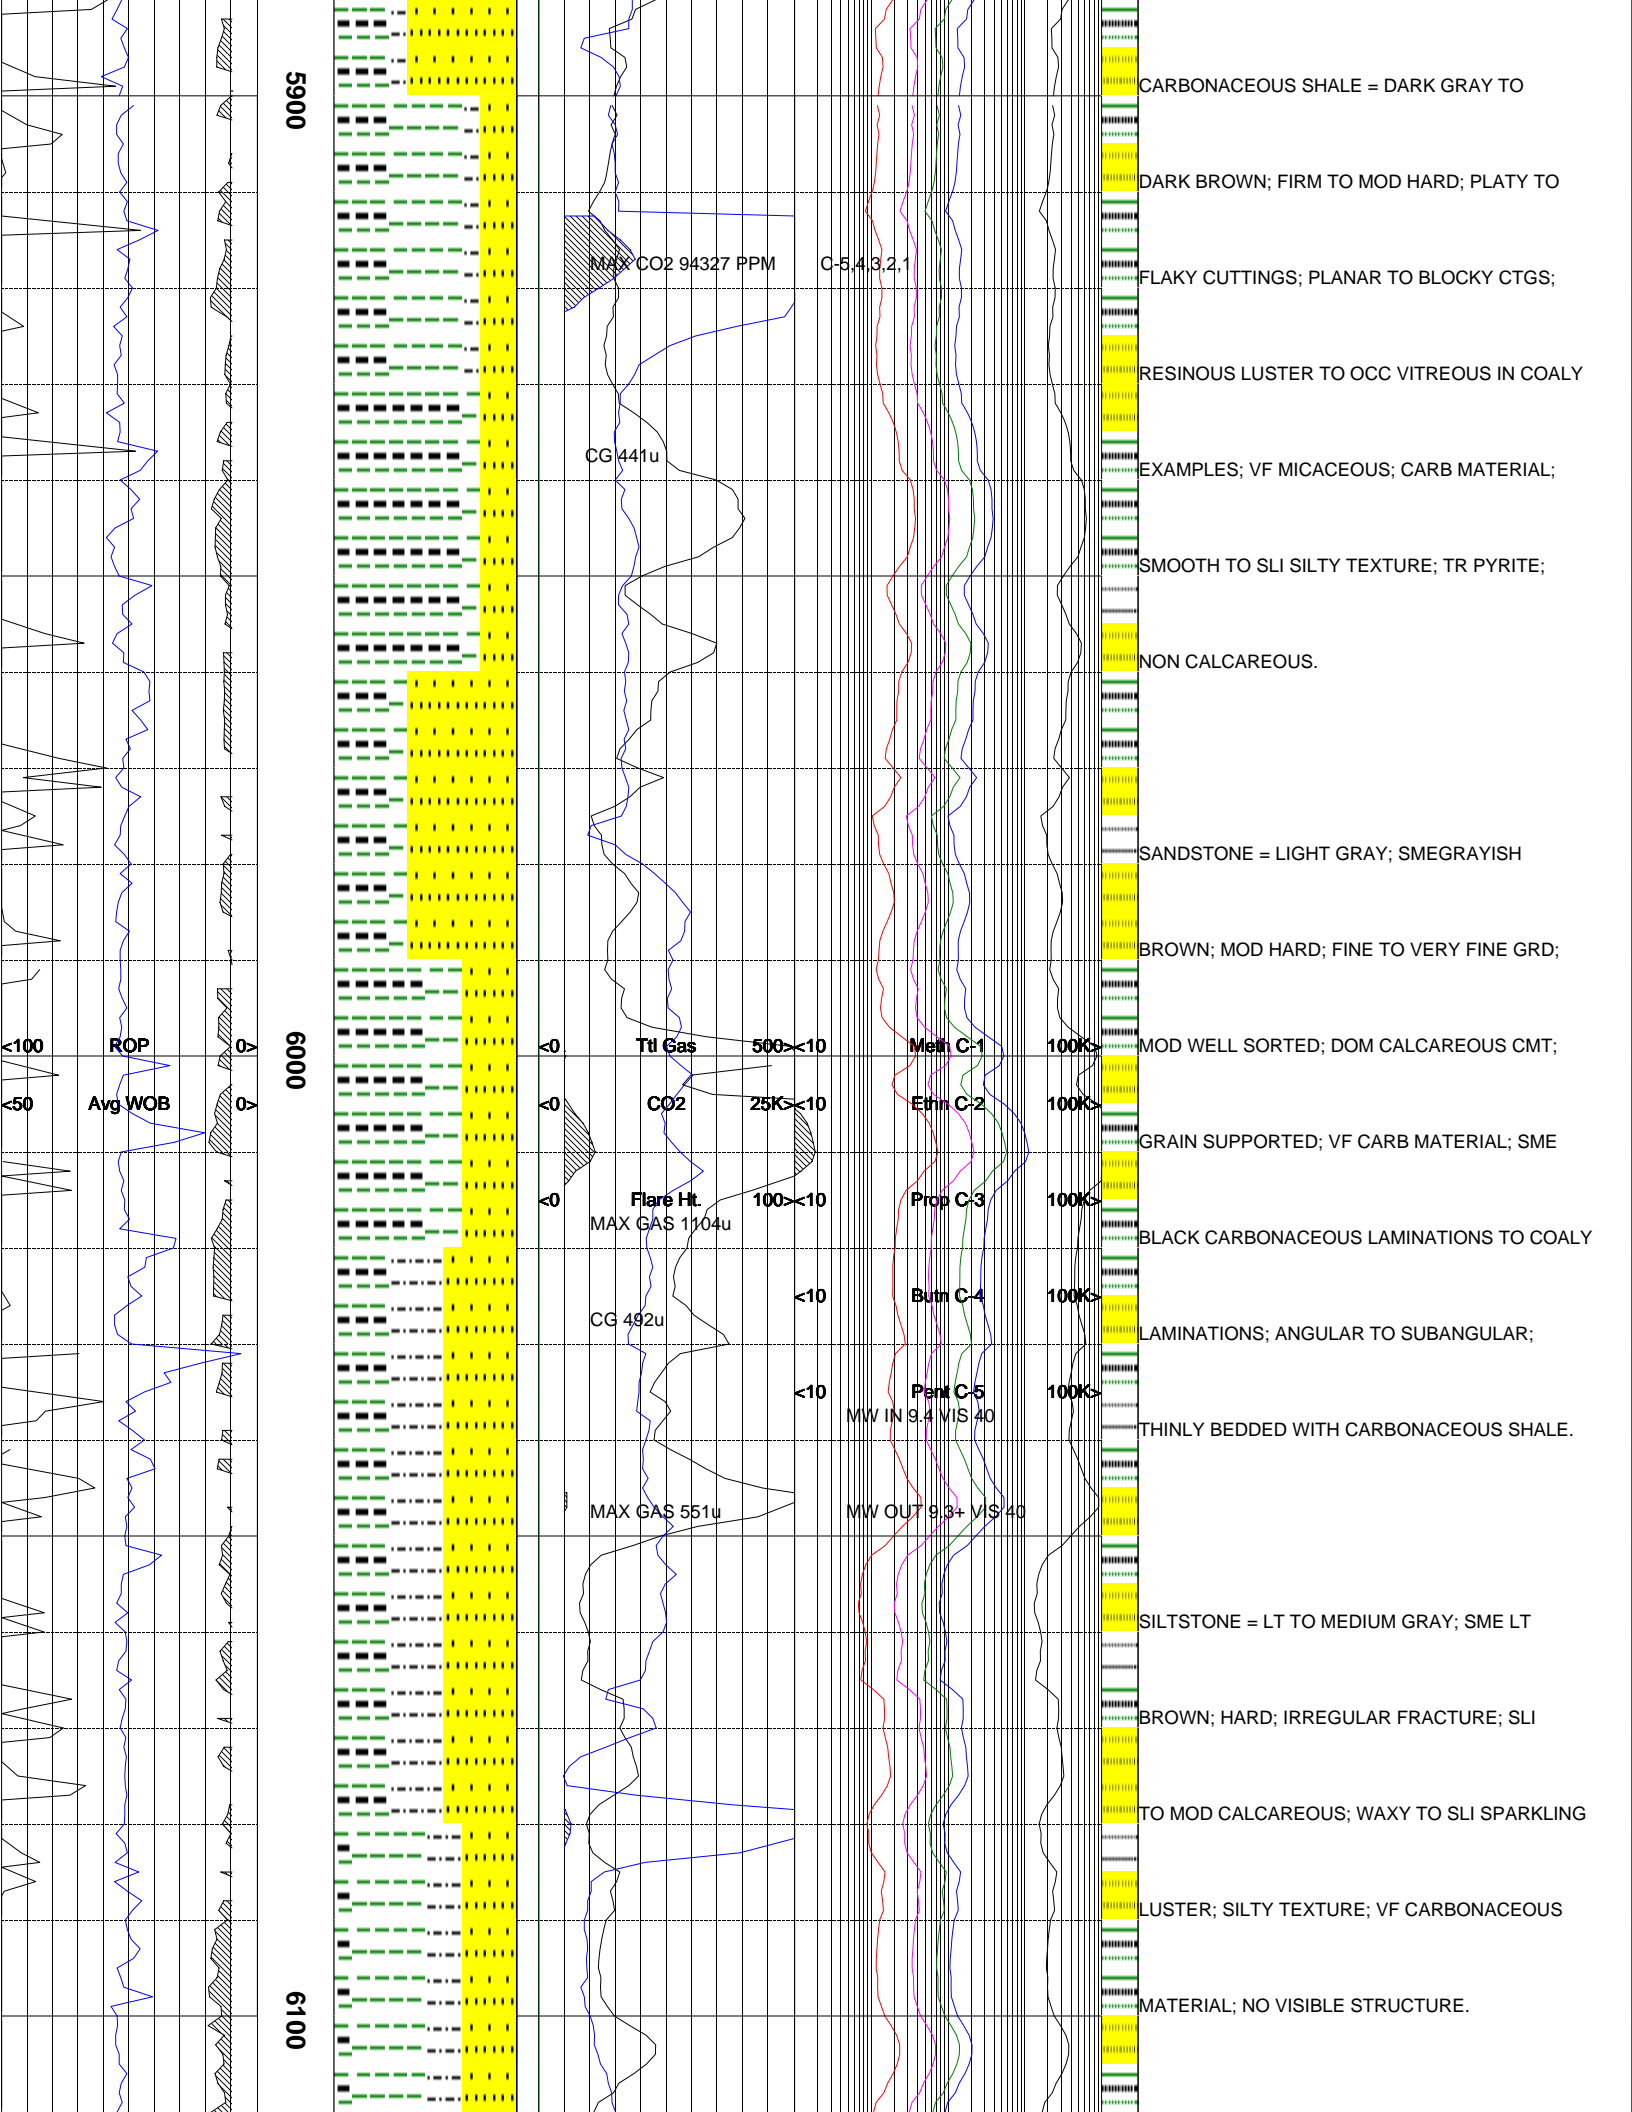 CARBONACEOUS SHALE = DARK GRAY TO
5900
DARK BROWN; FIRM TO MOD HARD; PLATY TO
MAX CO2 94327 PPM
C-5,4,3,2,1
FLAKY CUTTINGS; PLANAR TO BLOCKY CTGS;
RESINOUS LUSTER TO OCC VITREOUS IN COALY
CG 441u
EXAMPLES; VF MICACEOUS; CARB MATERIAL;
SMOOTH TO SLI SILTY TEXTURE; TR PYRITE;
NON CALCAREOUS.
SANDSTONE = LIGHT GRAY; SMEGRAYISH
BROWN; MOD HARD; FINE TO VERY FINE GRD;
<100 ROP 0>
6000
<0 Ttl Gas 500>
<10 Meth C-1 100K>
MOD WELL SORTED; DOM CALCAREOUS CMT;
<50 Avg WOB 0>
<0 CO2 25K>
<10 Ethn C-2 100K>
GRAIN SUPPORTED; VF CARB MATERIAL; SME
<0 Flare Ht. 100>
<10 Prop C-3 100K>
MAX GAS 1104u
BLACK CARBONACEOUS LAMINATIONS TO COALY
<10 Butn C-4 100K>
CG 492u
LAMINATIONS; ANGULAR TO SUBANGULAR;
<10 Pent C-5 100K>
MW IN 9.4 VIS 40
THINLY BEDDED WITH CARBONACEOUS SHALE.
MAX GAS 551u
MW OUT 9.3+ VIS 40
SILTSTONE = LT TO MEDIUM GRAY; SME LT
BROWN; HARD; IRREGULAR FRACTURE; SLI
TO MOD CALCAREOUS; WAXY TO SLI SPARKLING
LUSTER; SILTY TEXTURE; VF CARBONACEOUS
6100
MATERIAL; NO VISIBLE STRUCTURE.